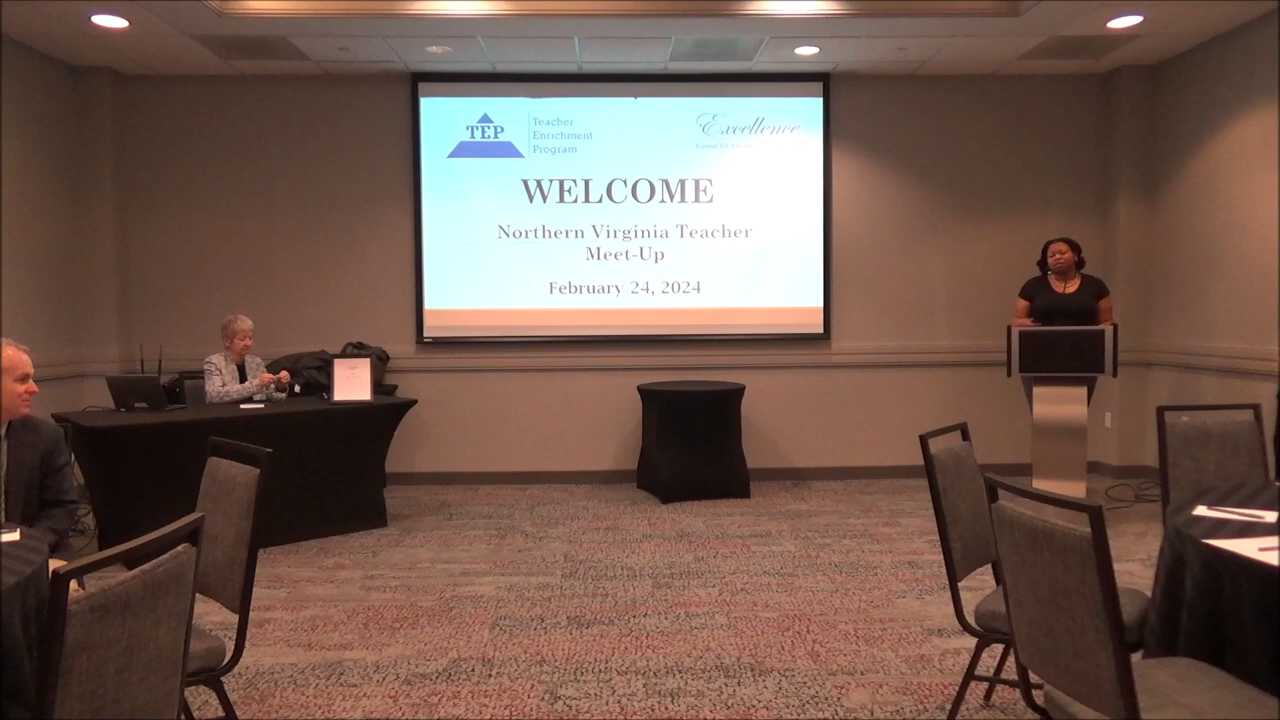 TEP
Teacher
Enrichment
Program
Excellence
WELCOME
Northern Virginia Teacher
Meet-Up
February 24, 2024